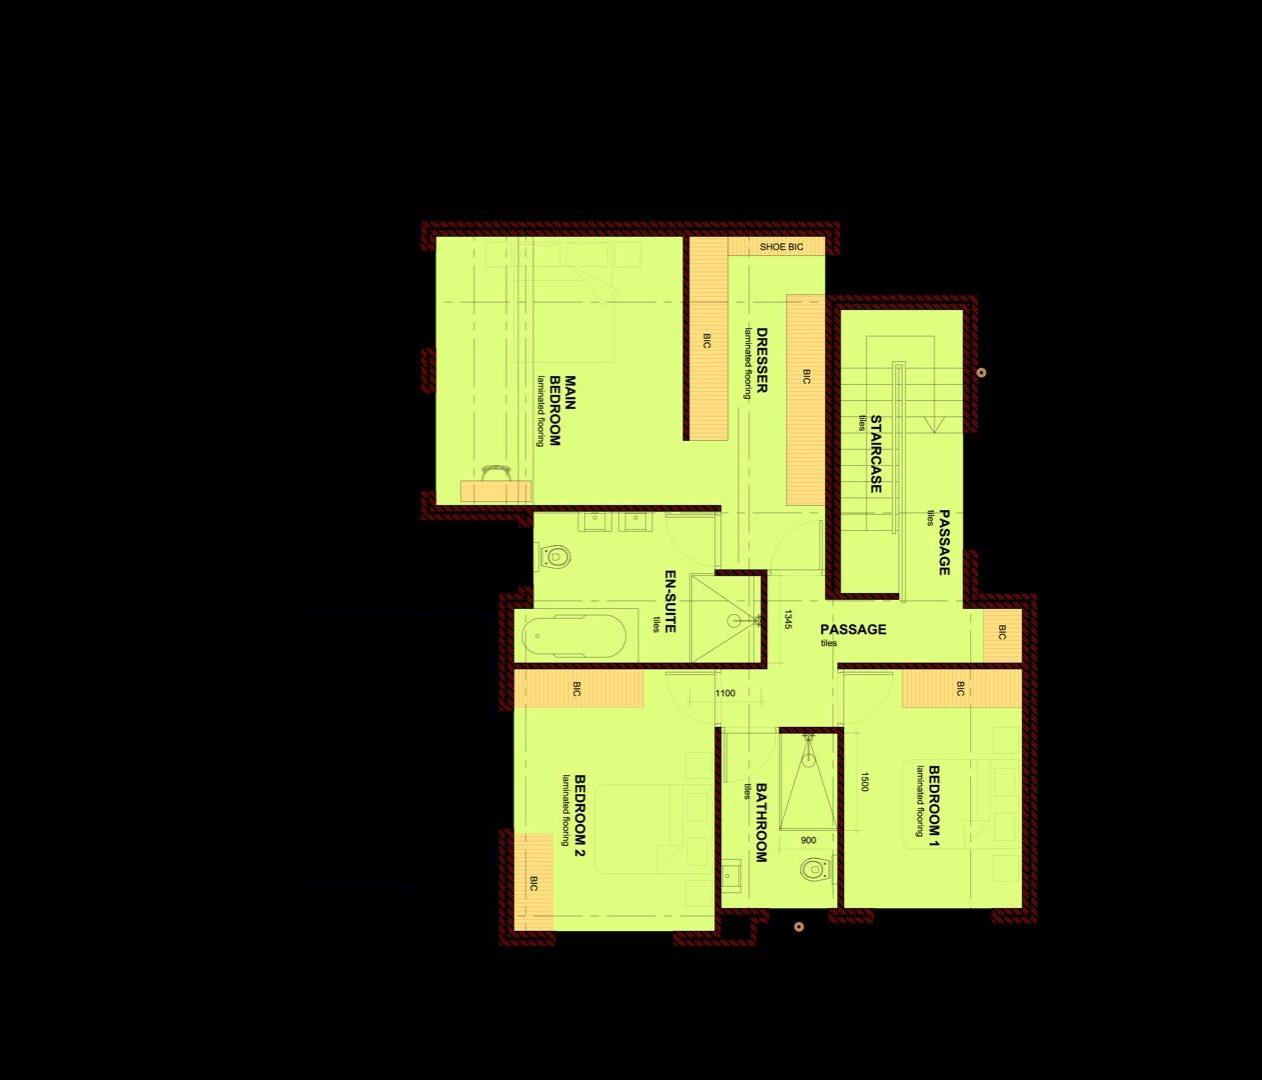 SHOE BIC
BIC
DRESSER
laminated flooring
BIC
MAIN
BEDROOM
laminated flooring
STAIRCASE
tiles
PASSAGE
tiles
EN-SUITE
tiles
1345
PASSAGE
tiles
BIC
BIC
1100
BIC
BEDROOM 2
laminated flooring
BATHROOM
tiles
1500
BEDROOM 1
laminated flooring
900
BIC